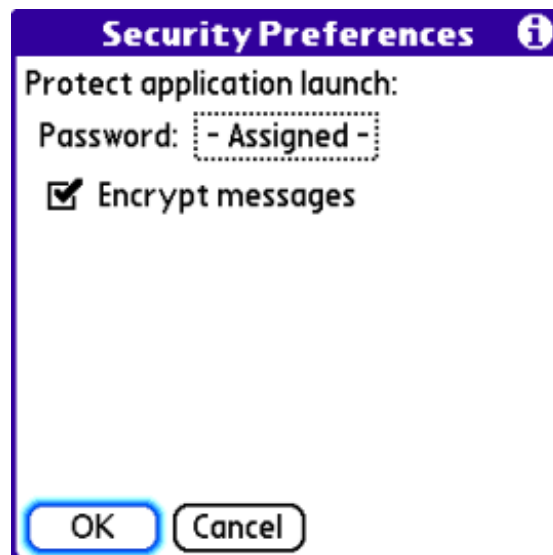 Security Preferences
Protect application launch:
Password: - Assigned -
Encrypt messages
OK Cancel